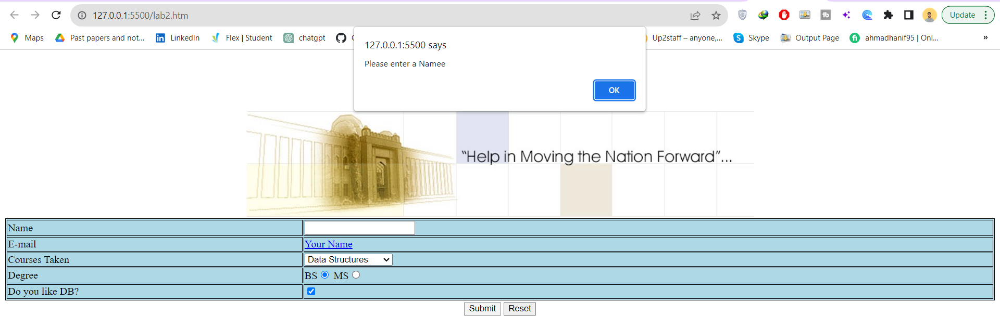 127.0.0.1:5500/lab2.htm
Update
Maps
Past papers and not...
LinkedIn
Flex | Student
chatgpt
Up2staff – anyone,...
Skype
Output Page
ahmadhanif95 | Onl...
»
127.0.0.1:5500 says
Please enter a Namee
OK
“Help in Moving the Nation Forward”...
Name
E-mail Your Name
Courses Taken Data Structures
Degree BS MS
Do you like DB?
Submit Reset